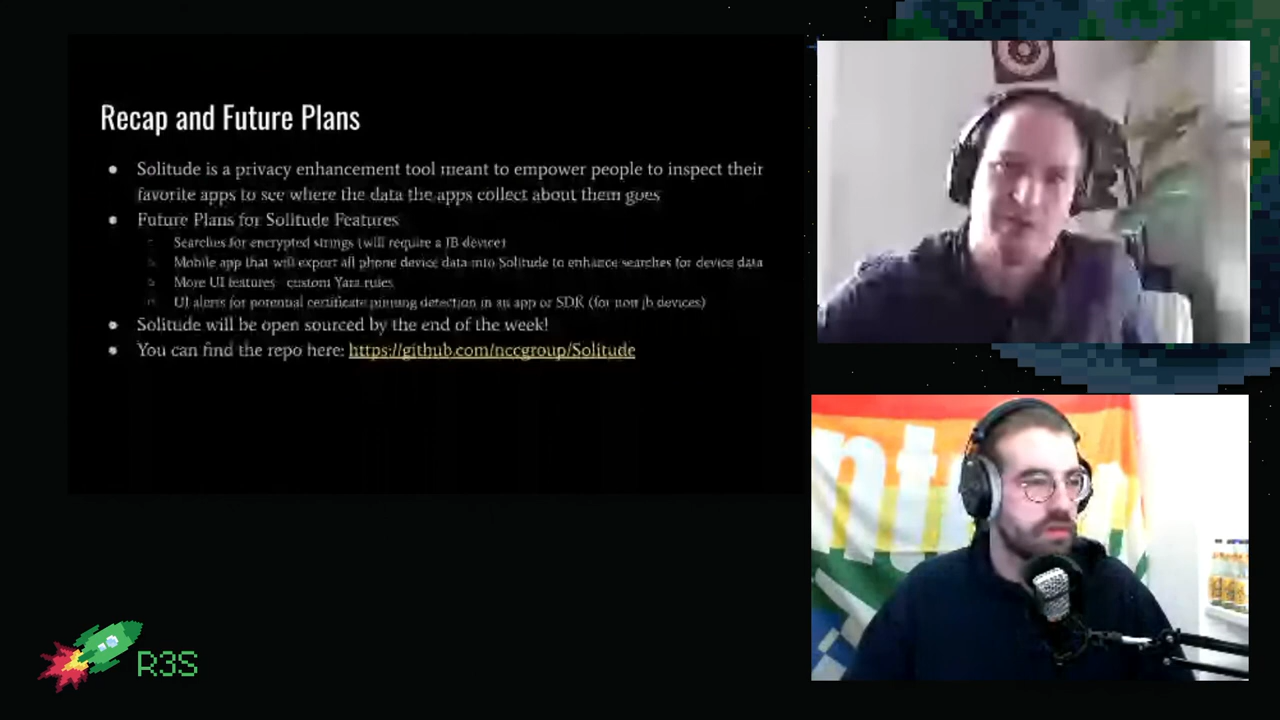 Recap and Future Plans
● Solitude is a privacy enhancement tool meant to empower people to inspect their
favorite apps to see where the data the apps collect about them goes
● Future Plans for Solitude Features
Searches for encrypted strings (will require a JB device)
Mobile app that will export all phone device data into Solitude to enhance searches for device data
More UI features custom Yara rules
UI alerts for potential certificate pinning detection in an app or SDK (for non jb devices)
● Solitude will be open sourced by the end of the week!
● You can find the repo here: https://github.com/nccgroup/Solitude
R3S